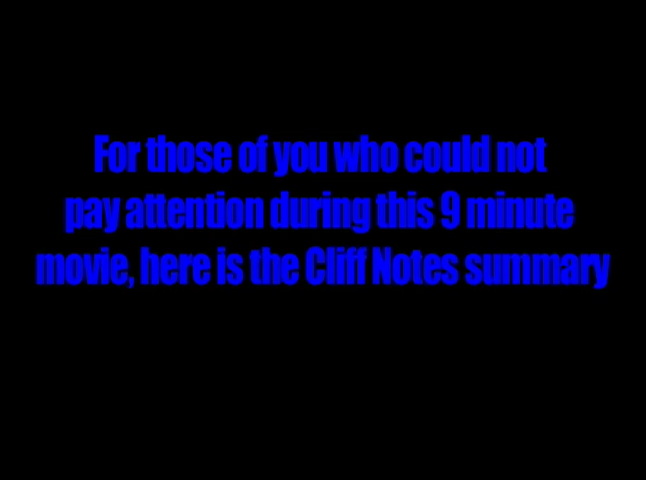 For those of you who could not
pay attention during this 9 minute
movie, here is the Cliff Notes summary